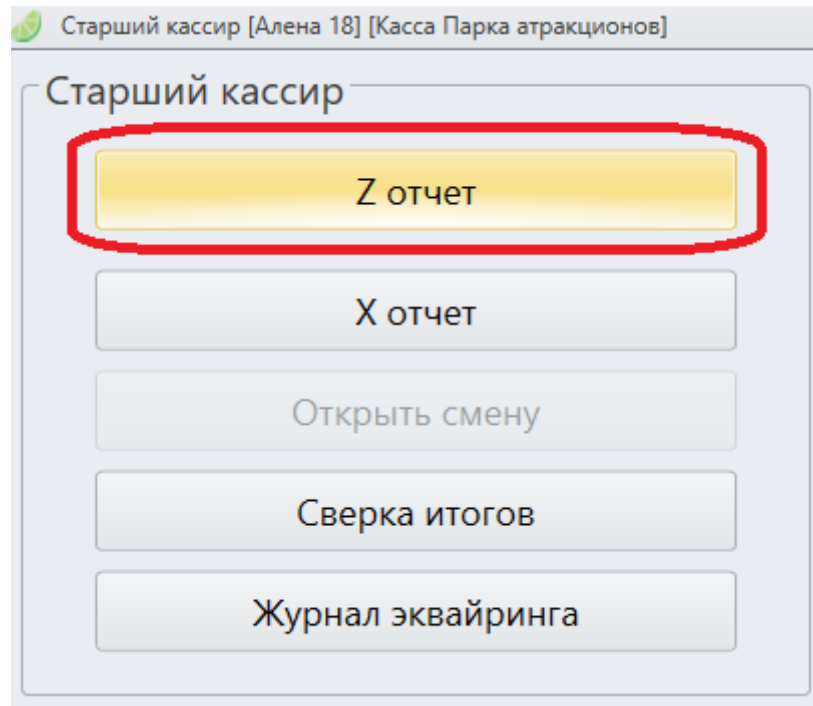 Старший кассир [Алена 18] [Касса Парка атракционов]
Старший кассир
Z отчет
X отчет
Открыть смену
Сверка итогов
Журнал эквайринга